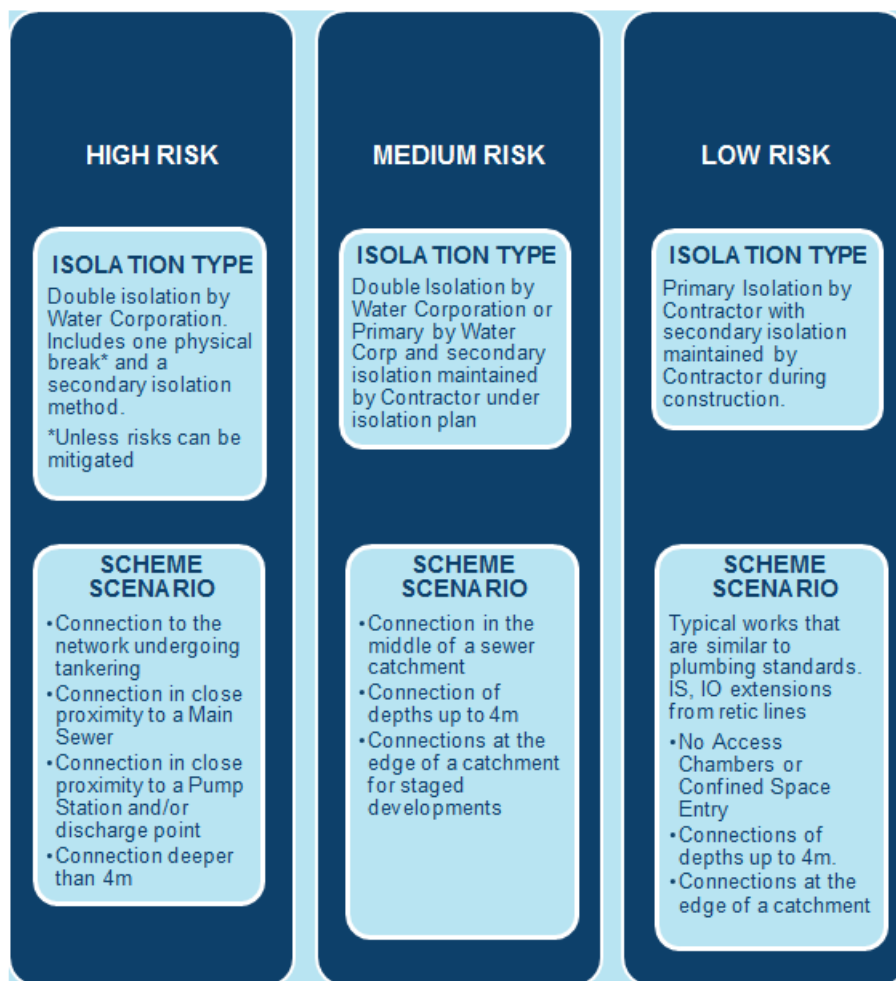 HIGH RISK
ISOLATION TYPE
Double isolation by
Water Corporation.
Includes one physical
break* and a
secondary isolation
method.
*Unless risks can be
mitigated
SCHEME
SCENARIO
•Connection to the
network undergoing
tankering
•Connection in close
proximity to a Main
Sewer
•Connection in close
proximity to a Pump
Station and/or
discharge point
•Connection deeper
than 4m
MEDIUM RISK
ISOLATION TYPE
Double Isolation by
Water Corporation or
Primary by Water
Corp and secondary
isolation maintained
by Contractor under
isolation plan
SCHEME
SCENARIO
•Connection in the
middle of a sewer
catchment
•Connection of
depths up to 4m
•Connections at the
edge of a catchment
for staged
developments
LOW RISK
ISOLATION TYPE
Primary Isolation by
Contractor with
secondary isolation
maintained by
Contractor during
construction.
SCHEME
SCENARIO
Typical works that
are similar to
plumbing standards.
IS, IO extensions
from retic lines
•No Access
Chambers or
Confined Space
Entry
•Connections of
depths up to 4m.
•Connections at the
edge of a catchment